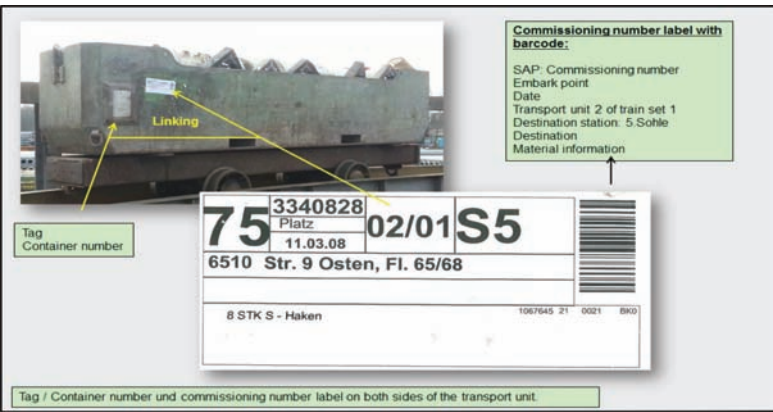 Commissioning number label with
barcode:
SAP: Commissioning number
Embark point
Date
Transport unit 2 of train set 1
Destination station: 5.Sohle
Destination
Material information
Linking
Tag
Container number
75
3340828
Platz
11.03.08
02/01
S5
6510 Str. 9 Osten, Fl. 65/68
8 STK S - Haken
1067645 21 0021 BK0
Tag / Container number und commissioning number label on both sides of the transport unit.